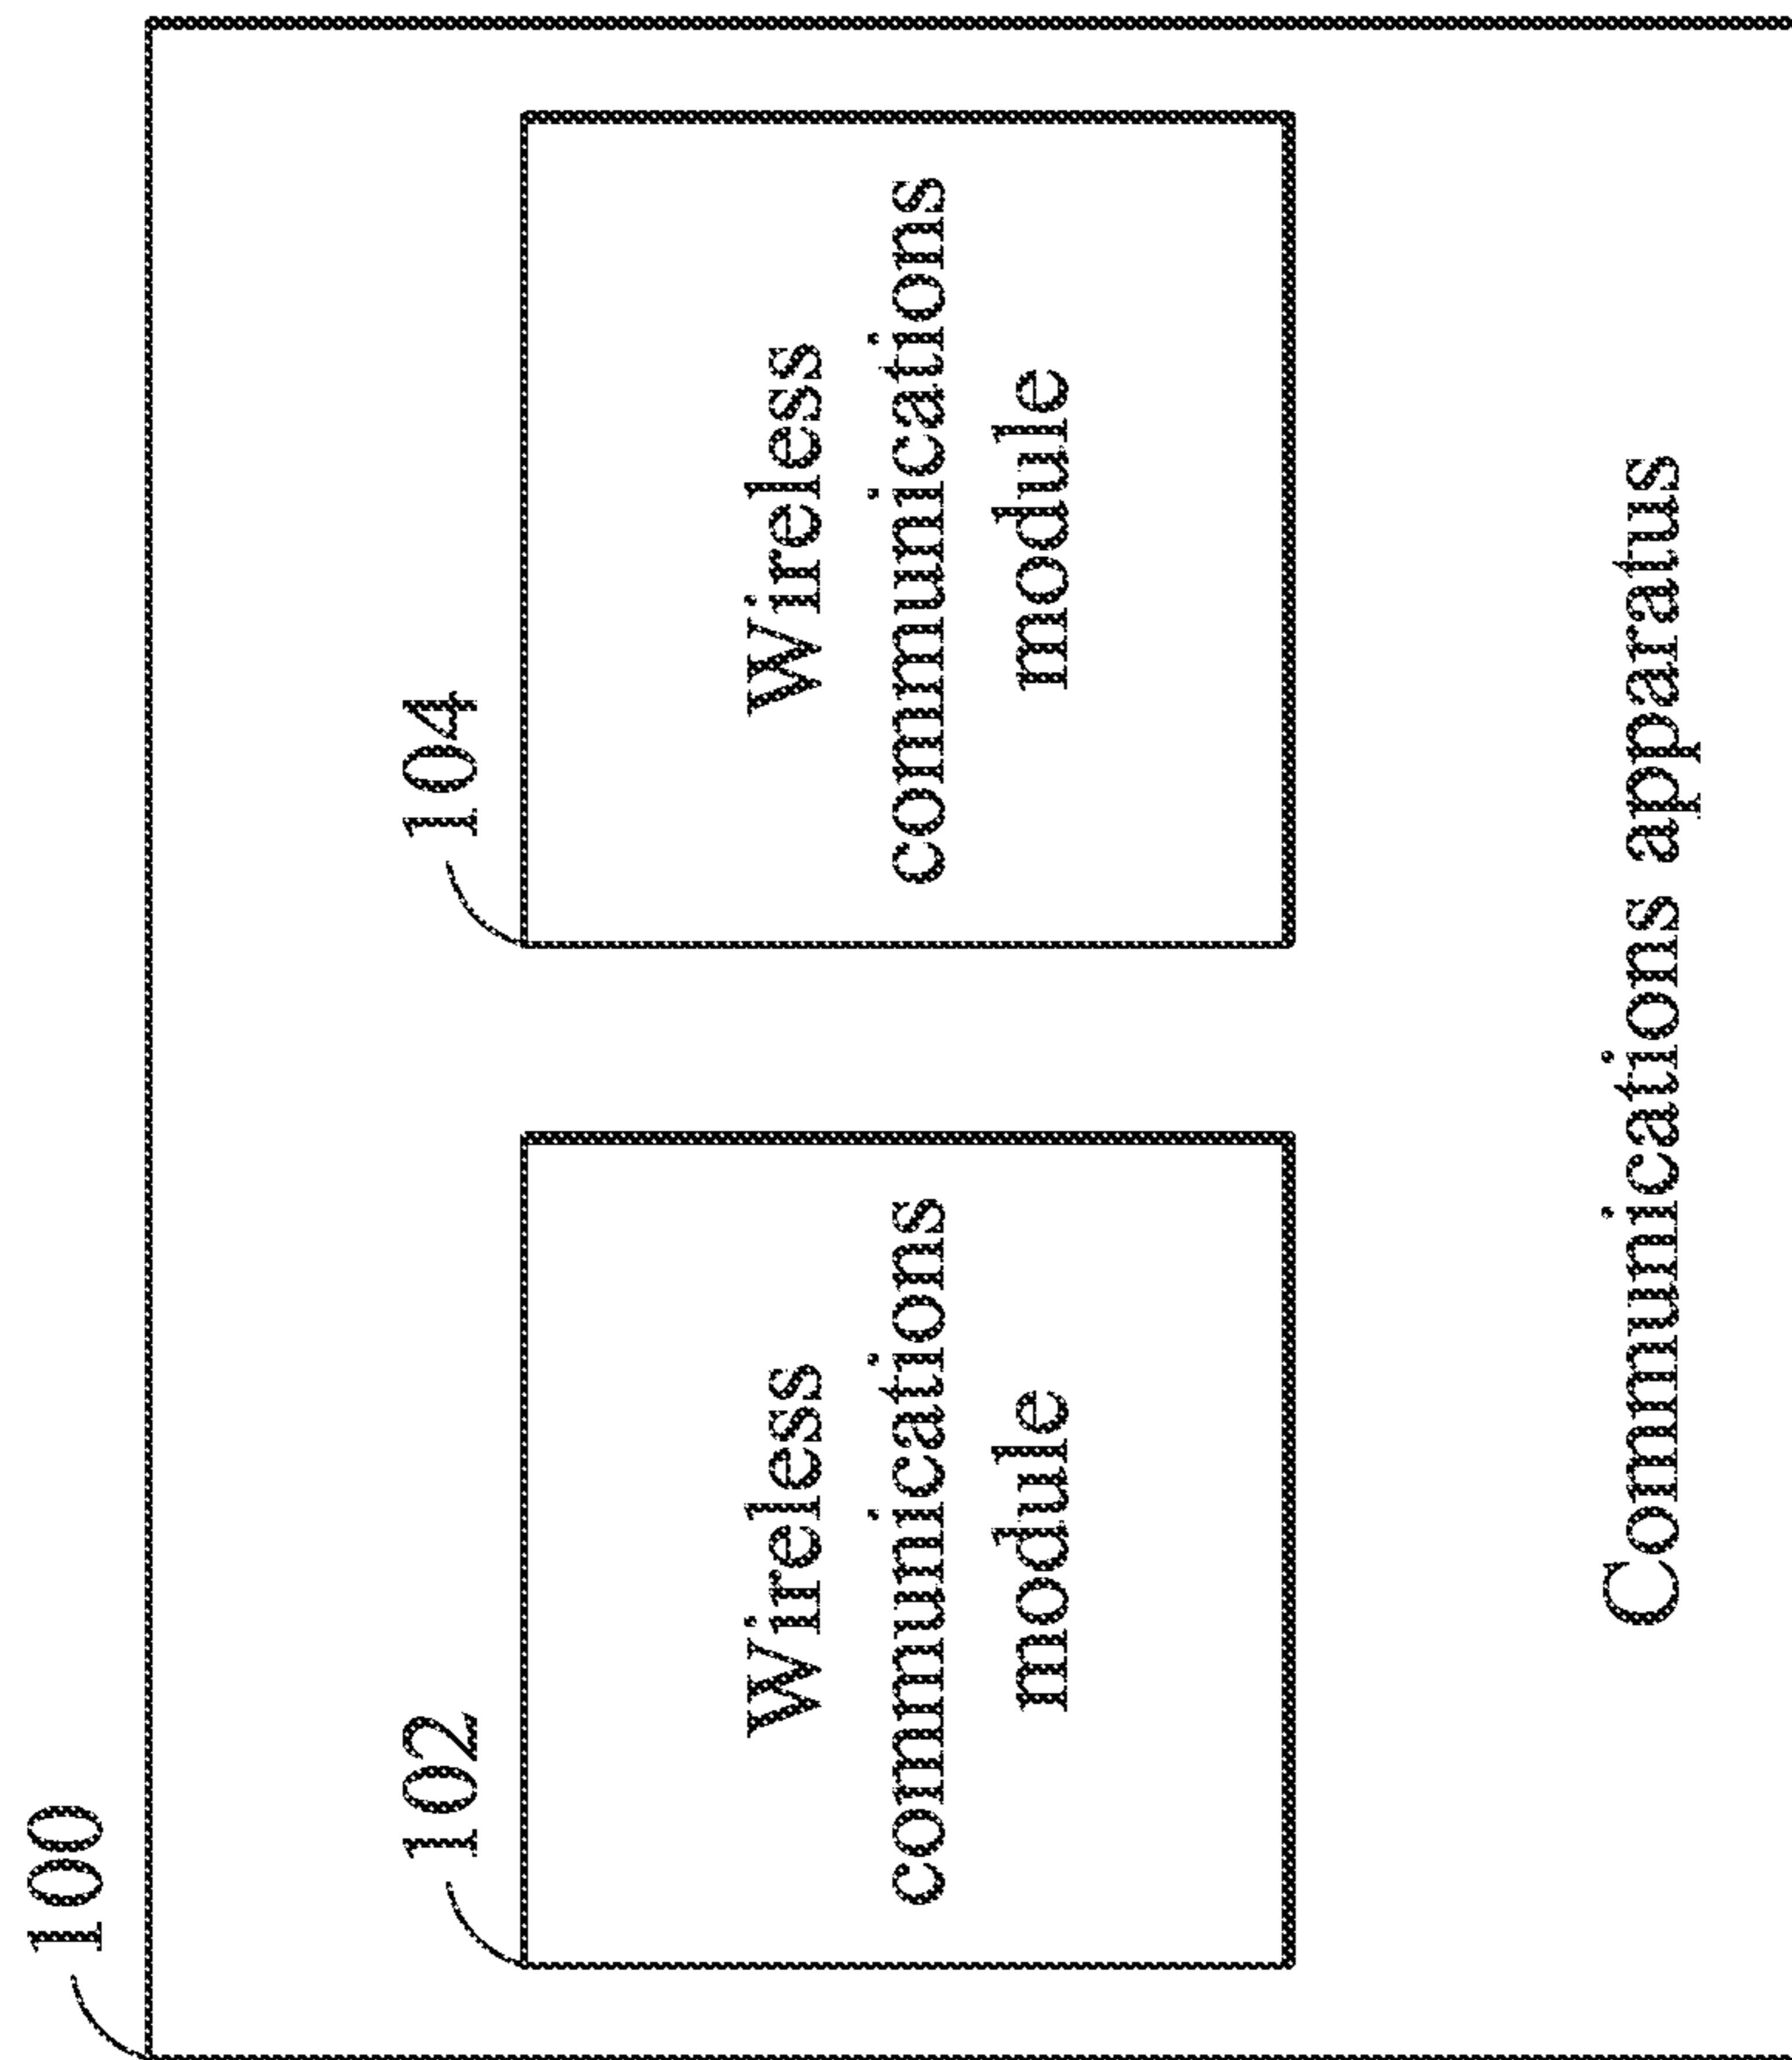 100
102
Wireless
communications
module
104
Wireless
communications
module
Communications apparatus